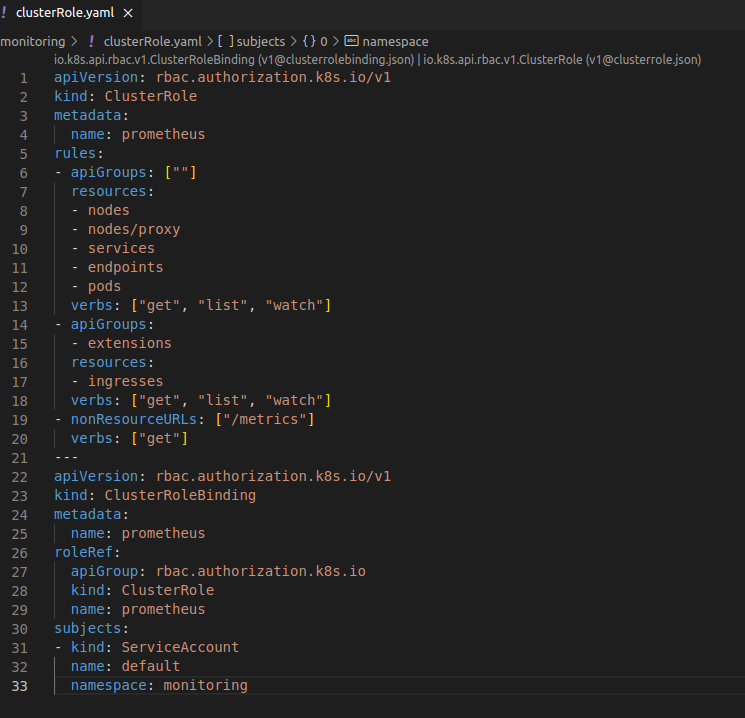 ! clusterRole.yaml ×
monitoring > ! clusterRole.yaml > [ ] subjects > {} 0 > abc namespace
io.k8s.api.rbac.v1.ClusterRoleBinding (v1@clusterrolebinding.json) | io.k8s.api.rbac.v1.ClusterRole (v1@clusterrole.json)
1 apiVersion: rbac.authorization.k8s.io/v1
2 kind: ClusterRole
3 metadata:
4   name: prometheus
5 rules:
6 - apiGroups: [""]
7   resources:
8   - nodes
9   - nodes/proxy
10   - services
11   - endpoints
12   - pods
13   verbs: ["get", "list", "watch"]
14 - apiGroups:
15   - extensions
16   resources:
17   - ingresses
18   verbs: ["get", "list", "watch"]
19 - nonResourceURLs: ["/metrics"]
20   verbs: ["get"]
21 ---
22 apiVersion: rbac.authorization.k8s.io/v1
23 kind: ClusterRoleBinding
24 metadata:
25   name: prometheus
26 roleRef:
27   apiGroup: rbac.authorization.k8s.io
28   kind: ClusterRole
29   name: prometheus
30 subjects:
31 - kind: ServiceAccount
32   name: default
33   namespace: monitoring